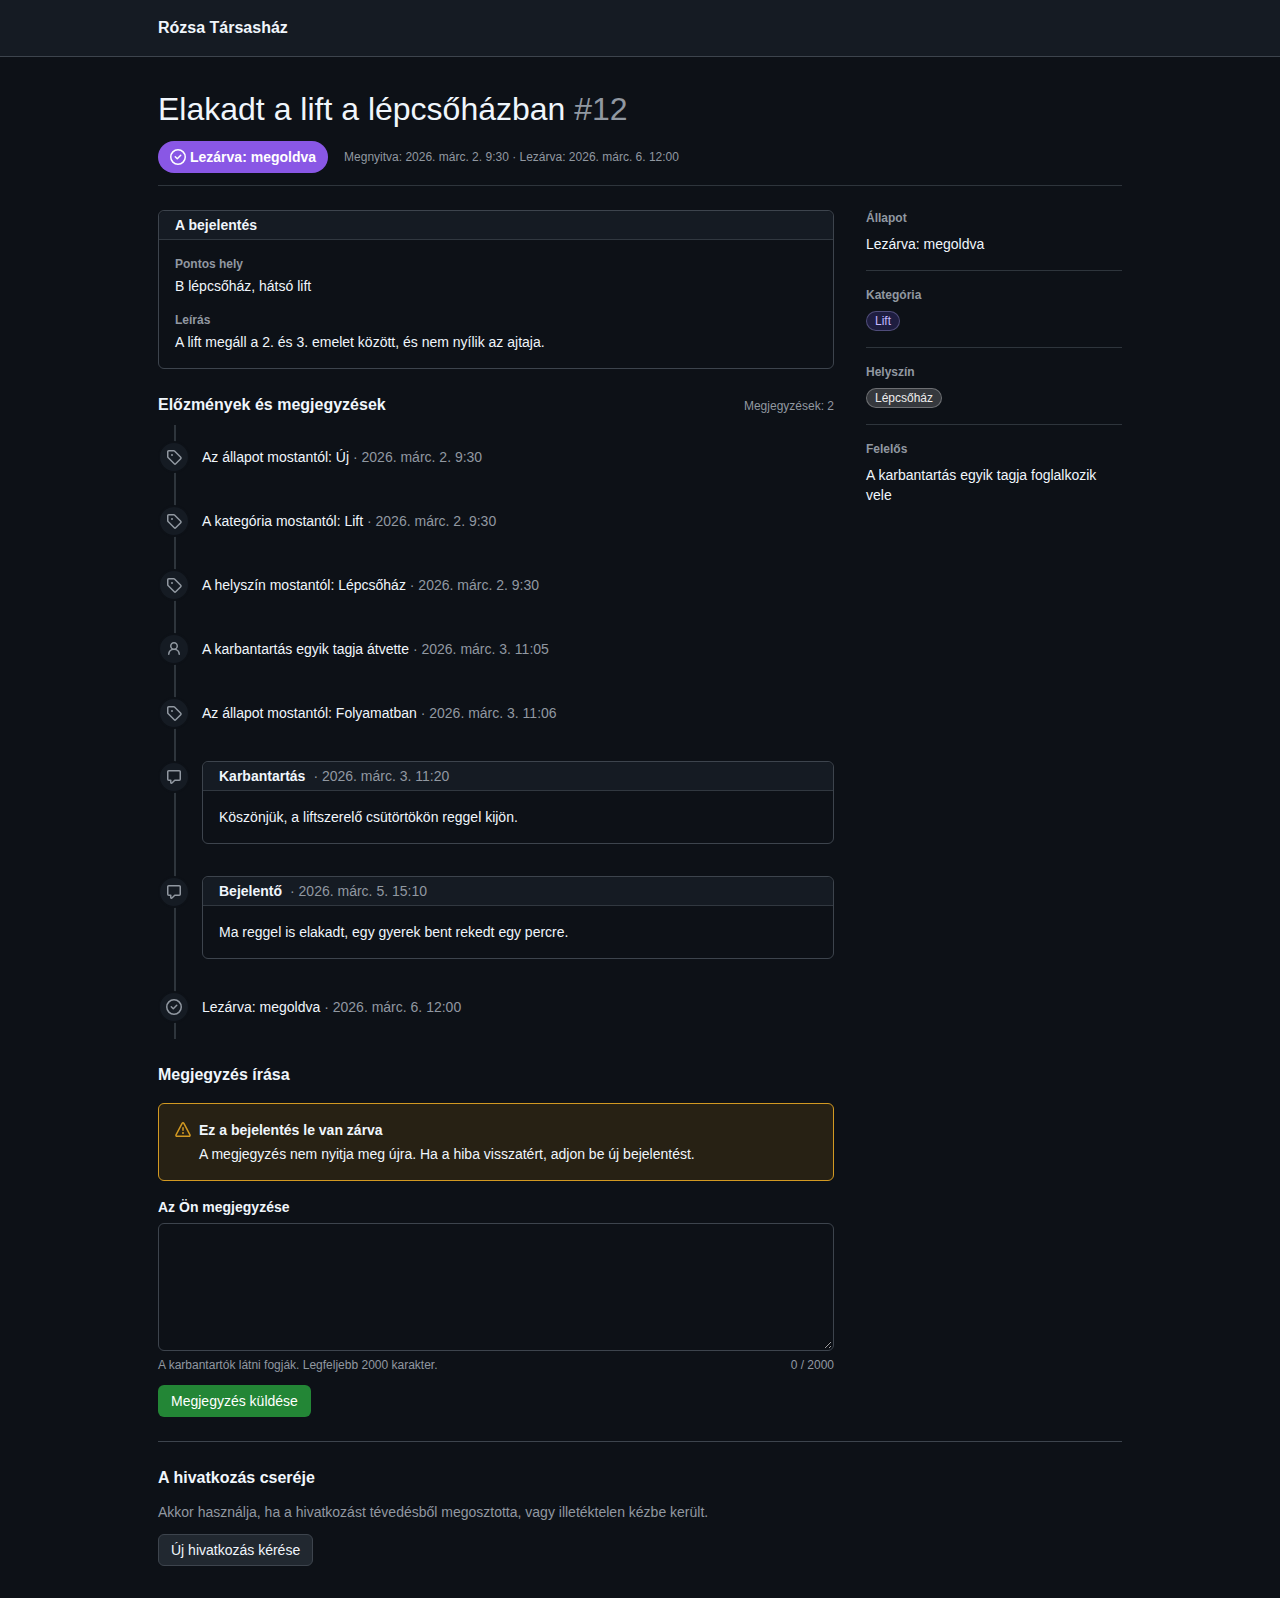 Rózsa Társasház
Elakadt a lift a lépcsőházban #12
Lezárva: megoldva
Megnyitva: 2026. márc. 2. 9:30 · Lezárva: 2026. márc. 6. 12:00
A bejelentés
Pontos hely
B lépcsőház, hátsó lift
Leírás
A lift megáll a 2. és 3. emelet között, és nem nyílik az ajtaja.
Állapot
Lezárva: megoldva
Kategória
Lift
Helyszín
Lépcsőház
Felelős
A karbantartás egyik tagja foglalkozik
vele
Előzmények és megjegyzések
Megjegyzések: 2
Az állapot mostantól: Új · 2026. márc. 2. 9:30
A kategória mostantól: Lift · 2026. márc. 2. 9:30
A helyszín mostantól: Lépcsőház · 2026. márc. 2. 9:30
A karbantartás egyik tagja átvette · 2026. márc. 3. 11:05
Az állapot mostantól: Folyamatban · 2026. márc. 3. 11:06
Karbantartás · 2026. márc. 3. 11:20
Köszönjük, a liftszerelő csütörtökön reggel kijön.
Bejelentő · 2026. márc. 5. 15:10
Ma reggel is elakadt, egy gyerek bent rekedt egy percre.
Lezárva: megoldva · 2026. márc. 6. 12:00
Megjegyzés írása
Ez a bejelentés le van zárva
A megjegyzés nem nyitja meg újra. Ha a hiba visszatért, adjon be új bejelentést.
Az Ön megjegyzése
A karbantartók látni fogják. Legfeljebb 2000 karakter.
0 / 2000
Megjegyzés küldése
A hivatkozás cseréje
Akkor használja, ha a hivatkozást tévedésből megosztotta, vagy illetéktelen kézbe került.
Új hivatkozás kérése